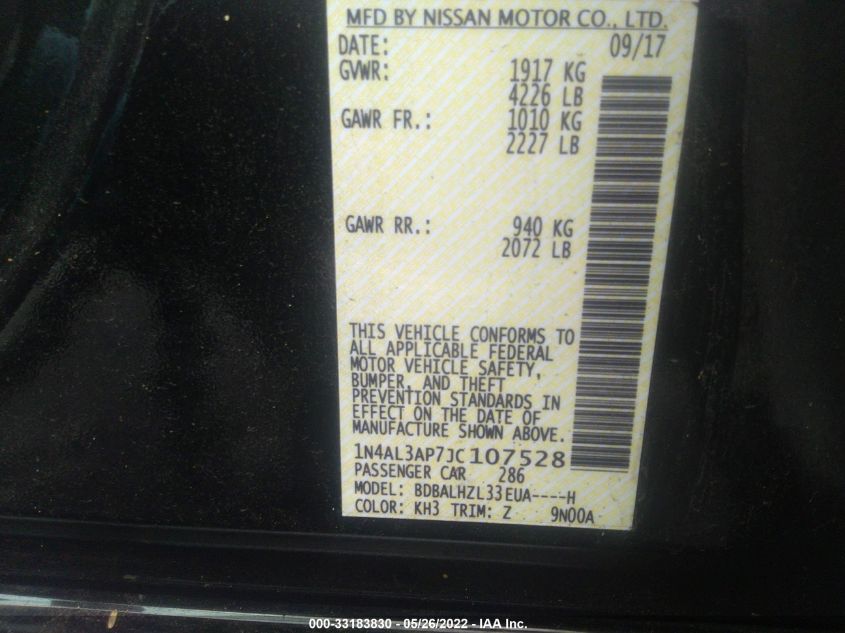 MFD BY NISSAN MOTOR CO., LTD.
DATE: 09/17
GVWR: 1917 KG
4226 LB
GAWR FR.: 1010 KG
2227 LB
GAWR RR.: 940 KG
2072 LB
THIS VEHICLE CONFORMS TO
ALL APPLICABLE FEDERAL
MOTOR VEHICLE SAFETY,
BUMPER, AND THEFT
PREVENTION STANDARDS IN
EFFECT ON THE DATE OF
MANUFACTURE SHOWN ABOVE.
1N4AL3AP7JC107528
PASSENGER CAR 286
MODEL: BDBALHZL33EUA----H
COLOR: KH3 TRIM: Z 9N00A
000-33183830 - 05/26/2022 - IAA Inc.